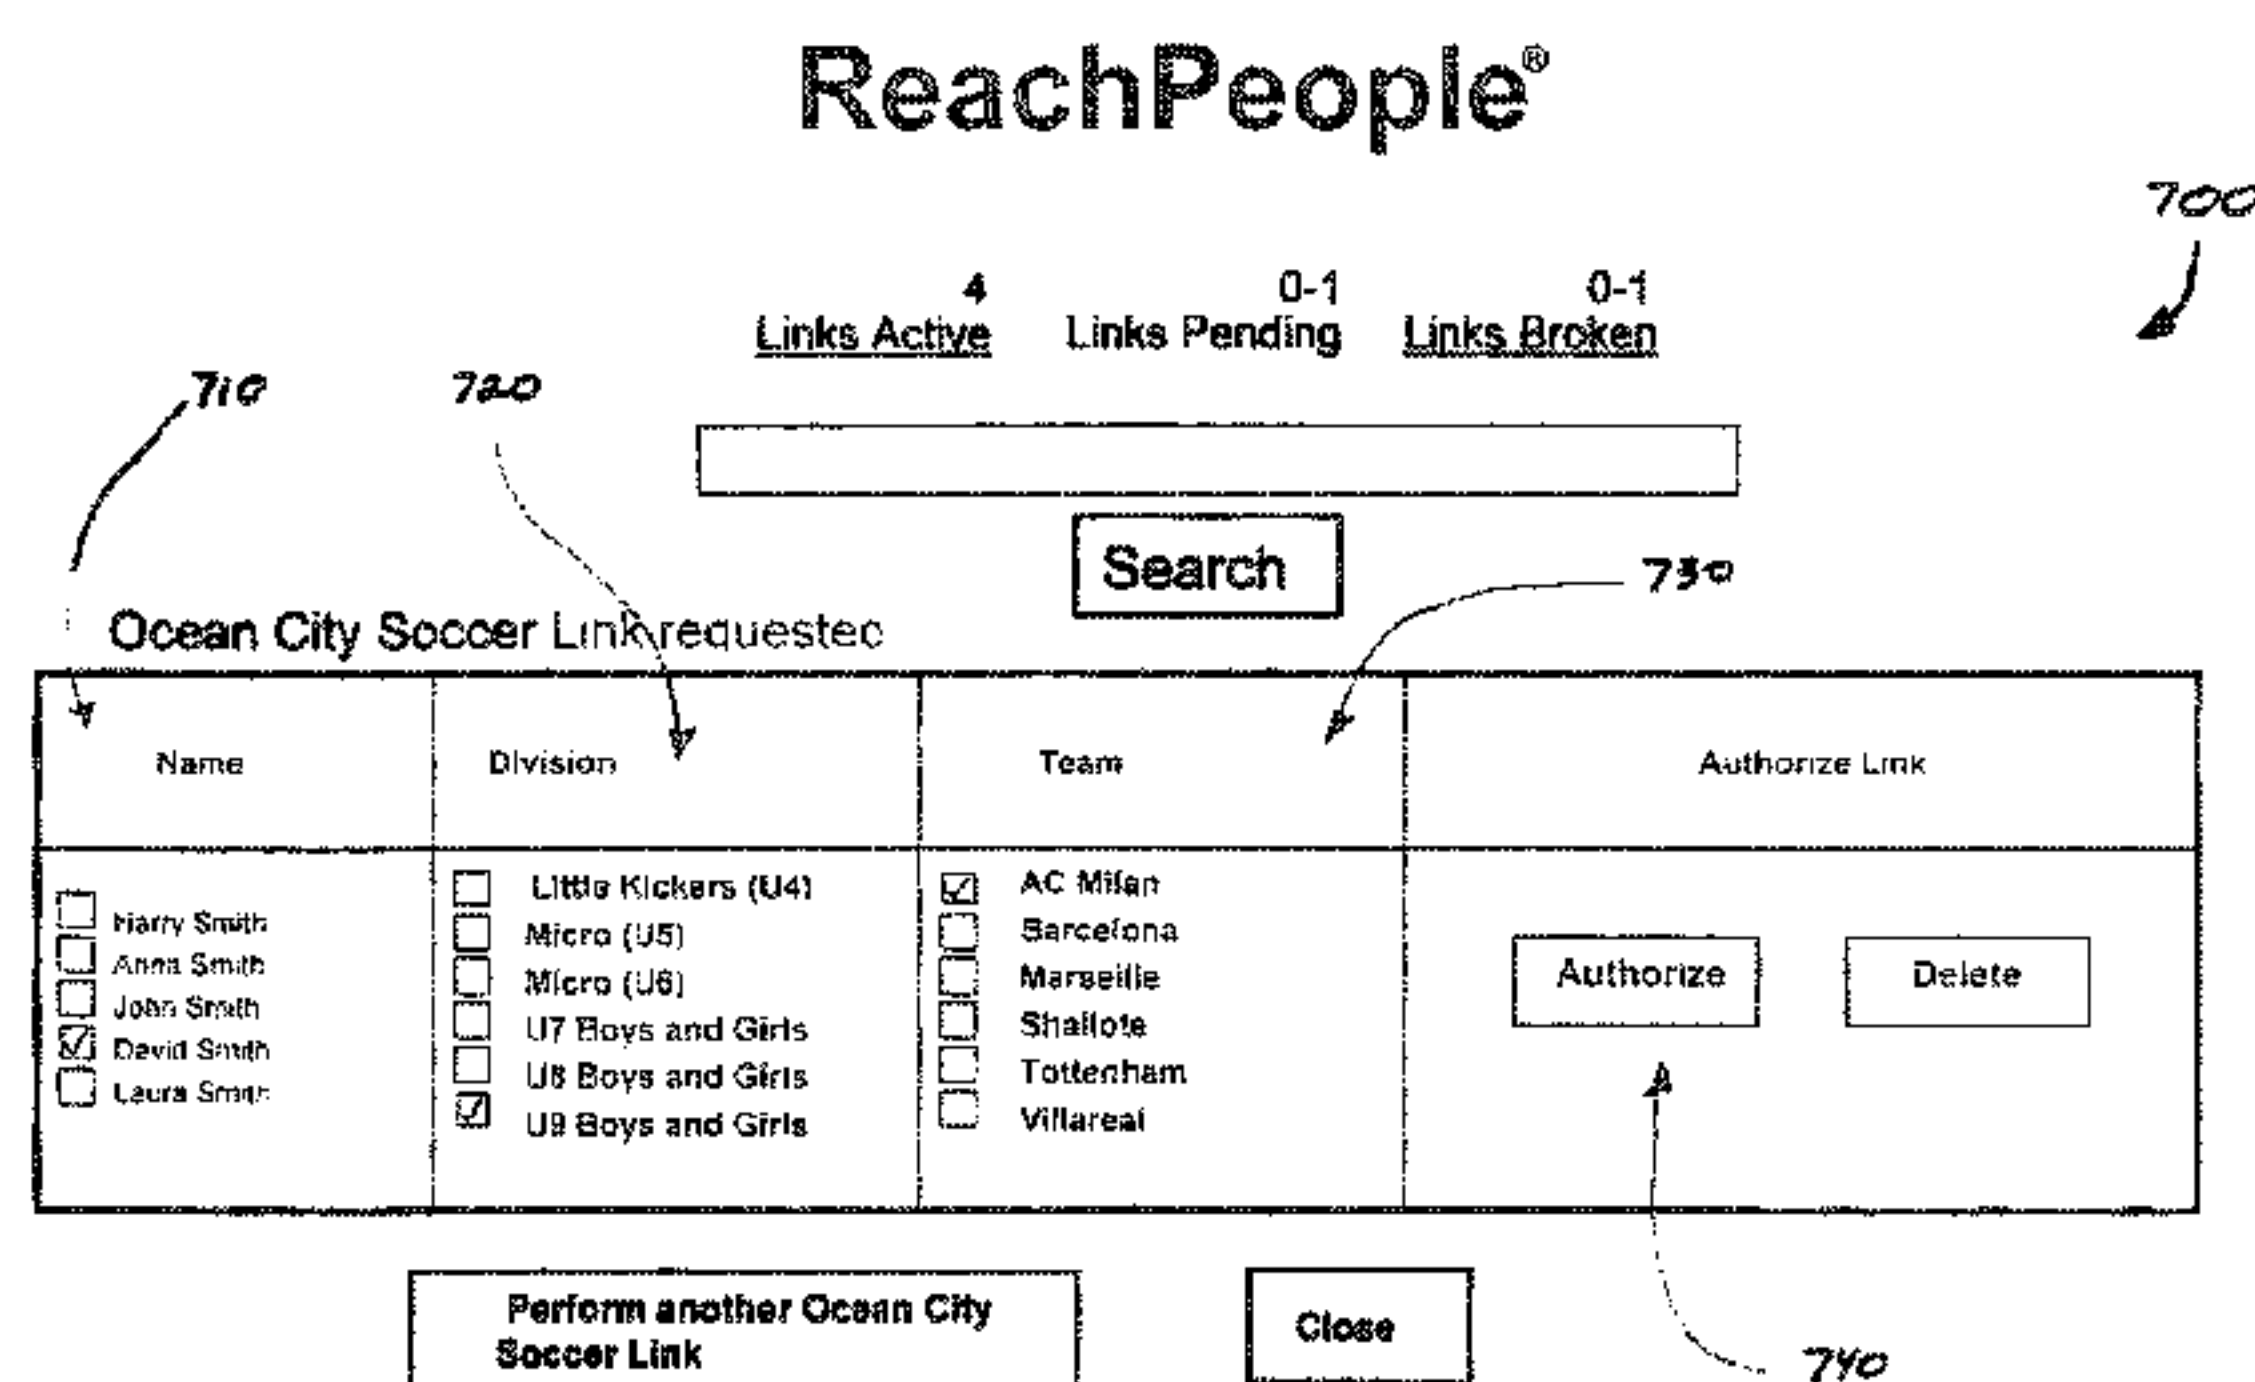 ReachPeople®
700
4 0-1 0-1
Links Active Links Pending Links Broken
710 720
Search
730
Ocean City Soccer Link requested
Name Division Team Authorize Link
Harry Smith
Anna Smith
John Smith
David Smith
Laura Smith
Little Kickers (U4)
Micro (U5)
Micro (U6)
U7 Boys and Girls
U8 Boys and Girls
U9 Boys and Girls
AC Milan
Barcelona
Marseille
Shallote
Tottenham
Villareal
Authorize Delete
Perform another Ocean City
Soccer Link
Close
740